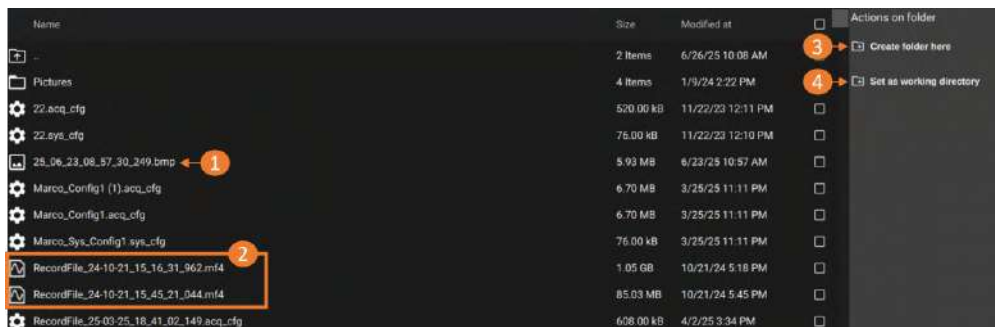 Name Size Modified at Actions on folder
.. 2 Items 6/26/25 10:08 AM 3 Create folder here
Pictures 4 Items 1/9/24 2:22 PM 4 Set as working directory
22.acq_cfg 520.00 kB 11/22/23 12:11 PM
22.sys_cfg 76.00 kB 11/22/23 12:10 PM
25_06_23_08_57_30_249.bmp 1 5.93 MB 6/23/25 10:57 AM
Marco_Config1 (1).acq_cfg 6.70 MB 3/25/25 11:11 PM
Marco_Config1.acq_cfg 6.70 MB 3/25/25 11:11 PM
Marco_Sys_Config1.sys_cfg 76.00 kB 3/25/25 11:11 PM
2
RecordFile_24-10-21_15_16_31_962.mf4 1.05 GB 10/21/24 5:18 PM
RecordFile_24-10-21_15_45_21_044.mf4 85.03 MB 10/21/24 5:45 PM
RecordFile_25-03-25_18_41_02_149.acq_cfg 608.00 kB 4/2/25 3:34 PM